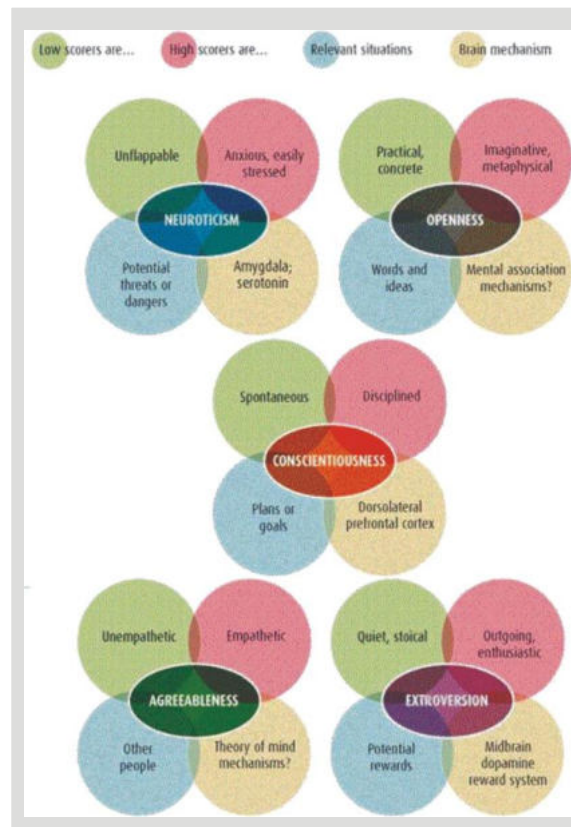 Low scorers are...
High scorers are...
Relevant situations
Brain mechanism
Unflappable
Anxious, easily
stressed
NEUROTICISM
Potential
threats or
dangers
Amygdala;
serotonin
Practical,
concrete
Imaginative,
metaphysical
OPENNESS
Words and
ideas
Mental association
mechanisms?
Spontaneous
Disciplined
CONSCIENTIOUSNESS
Plans or
goals
Dorsolateral
prefrontal cortex
Unempathetic
Empathetic
AGREEABLENESS
Other
people
Theory of mind
mechanisms?
Quiet, stoical
Outgoing,
enthusiastic
EXTROVERSION
Potential
rewards
Midbrain
dopamine
reward system